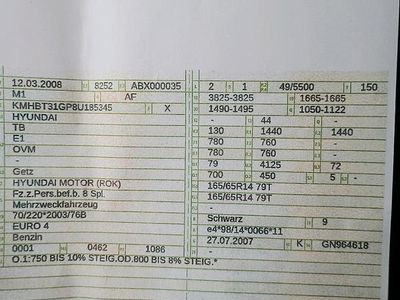 12.03.2008 8252 ABX000035
M1 AF
KMHBT31GP8U185345 X
HYUNDAI
TB
E1
OVM
-
Getz
HYUNDAI MOTOR (ROK)
Fz.z.Pers.bef.b. 8 Spl.
Mehrzweckfahrzeug
70/220*2003/76B
EURO 4
Benzin
0001 0462 1086
O.1:750 BIS 10% STEIG.OD.800 BIS 8% STEIG.*
2 1 49/5500 150
3825-3825 1665-1665
1490-1495 1050-1122
- 44 -
130 1440 1440
780 760 -
780 760 -
79 4125 72
700 450 5 -
165/65R14 79T
165/65R14 79T
-
Schwarz 9
e4*98/14*0066*11
27.07.2007 K GN964618